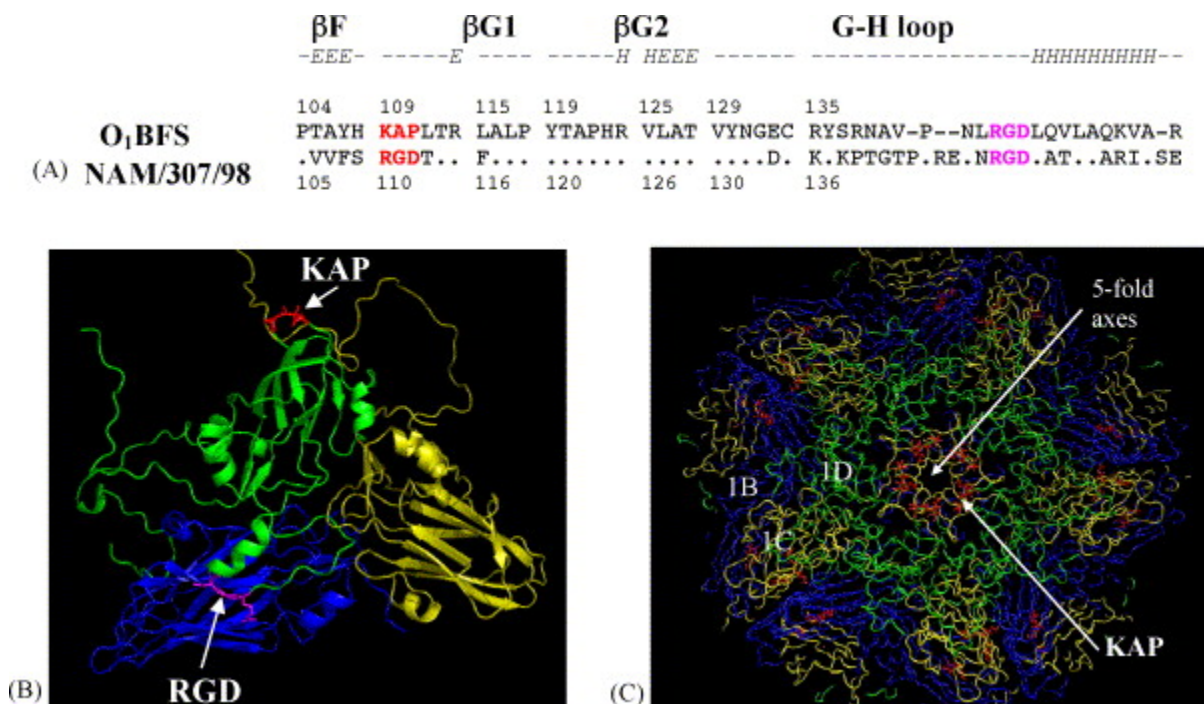 βF βG1 βG2 G-H loop
-EEE- -----E ---- -----H HEEE ------ ----------------HHHHHHHHHH--
104 109 115 119 125 129 135
O₁BFS PTAYH KAPLTR LALP YTAPHR VLAT VYNGEC RYSRNAV-P--NLRGDLQVLAQKVA-R
(A) NAM/307/98 .VVFS RGDT.. F... ...... .... ....D. K.KPTGTP.RE.NRGD.AT..ARI.SE
105 110 116 120 126 130 136
KAP
RGD
(B)
5-fold
axes
1D
1B
1C
KAP
(C)